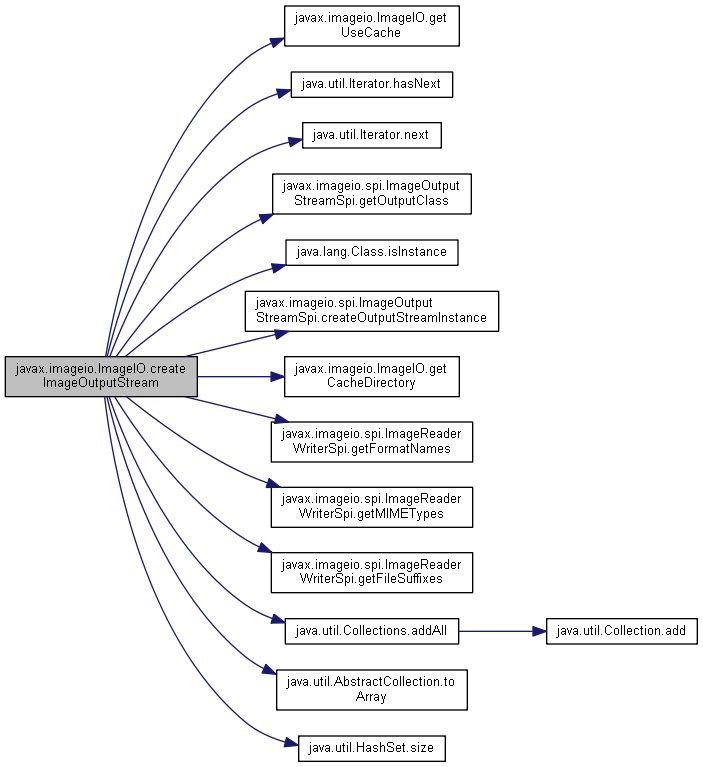 javax.imageio.ImageIO.get
UseCache
java.util.Iterator.hasNext
java.util.Iterator.next
javax.imageio.spi.ImageOutput
StreamSpi.getOutputClass
java.lang.Class.isInstance
javax.imageio.spi.ImageOutput
StreamSpi.createOutputStreamInstance
javax.imageio.ImageIO.create
ImageOutputStream
javax.imageio.ImageIO.get
CacheDirectory
javax.imageio.spi.ImageReader
WriterSpi.getFormatNames
javax.imageio.spi.ImageReader
WriterSpi.getMIMETypes
javax.imageio.spi.ImageReader
WriterSpi.getFileSuffixes
java.util.Collections.addAll
java.util.Collection.add
java.util.AbstractCollection.to
Array
java.util.HashSet.size